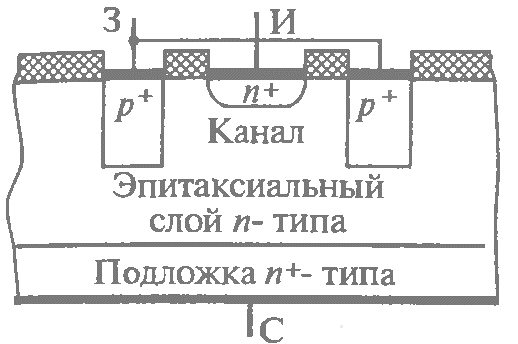 З И
p+ n+ p+
Канал
Эпитаксиальный
слой n- типа
Подложка n+- типа
С